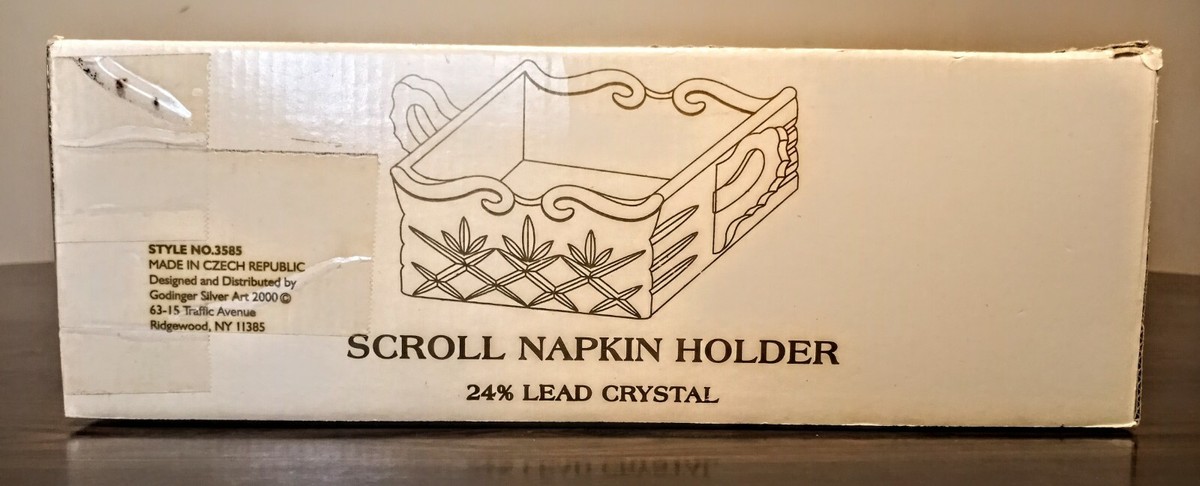 STYLE NO.3585
MADE IN CZECH REPUBLIC
Designed and Distributed by
Godinger Silver Art 2000 ©
63-15 Traffic Avenue
Ridgewood, NY 11385
SCROLL NAPKIN HOLDER
24% LEAD CRYSTAL